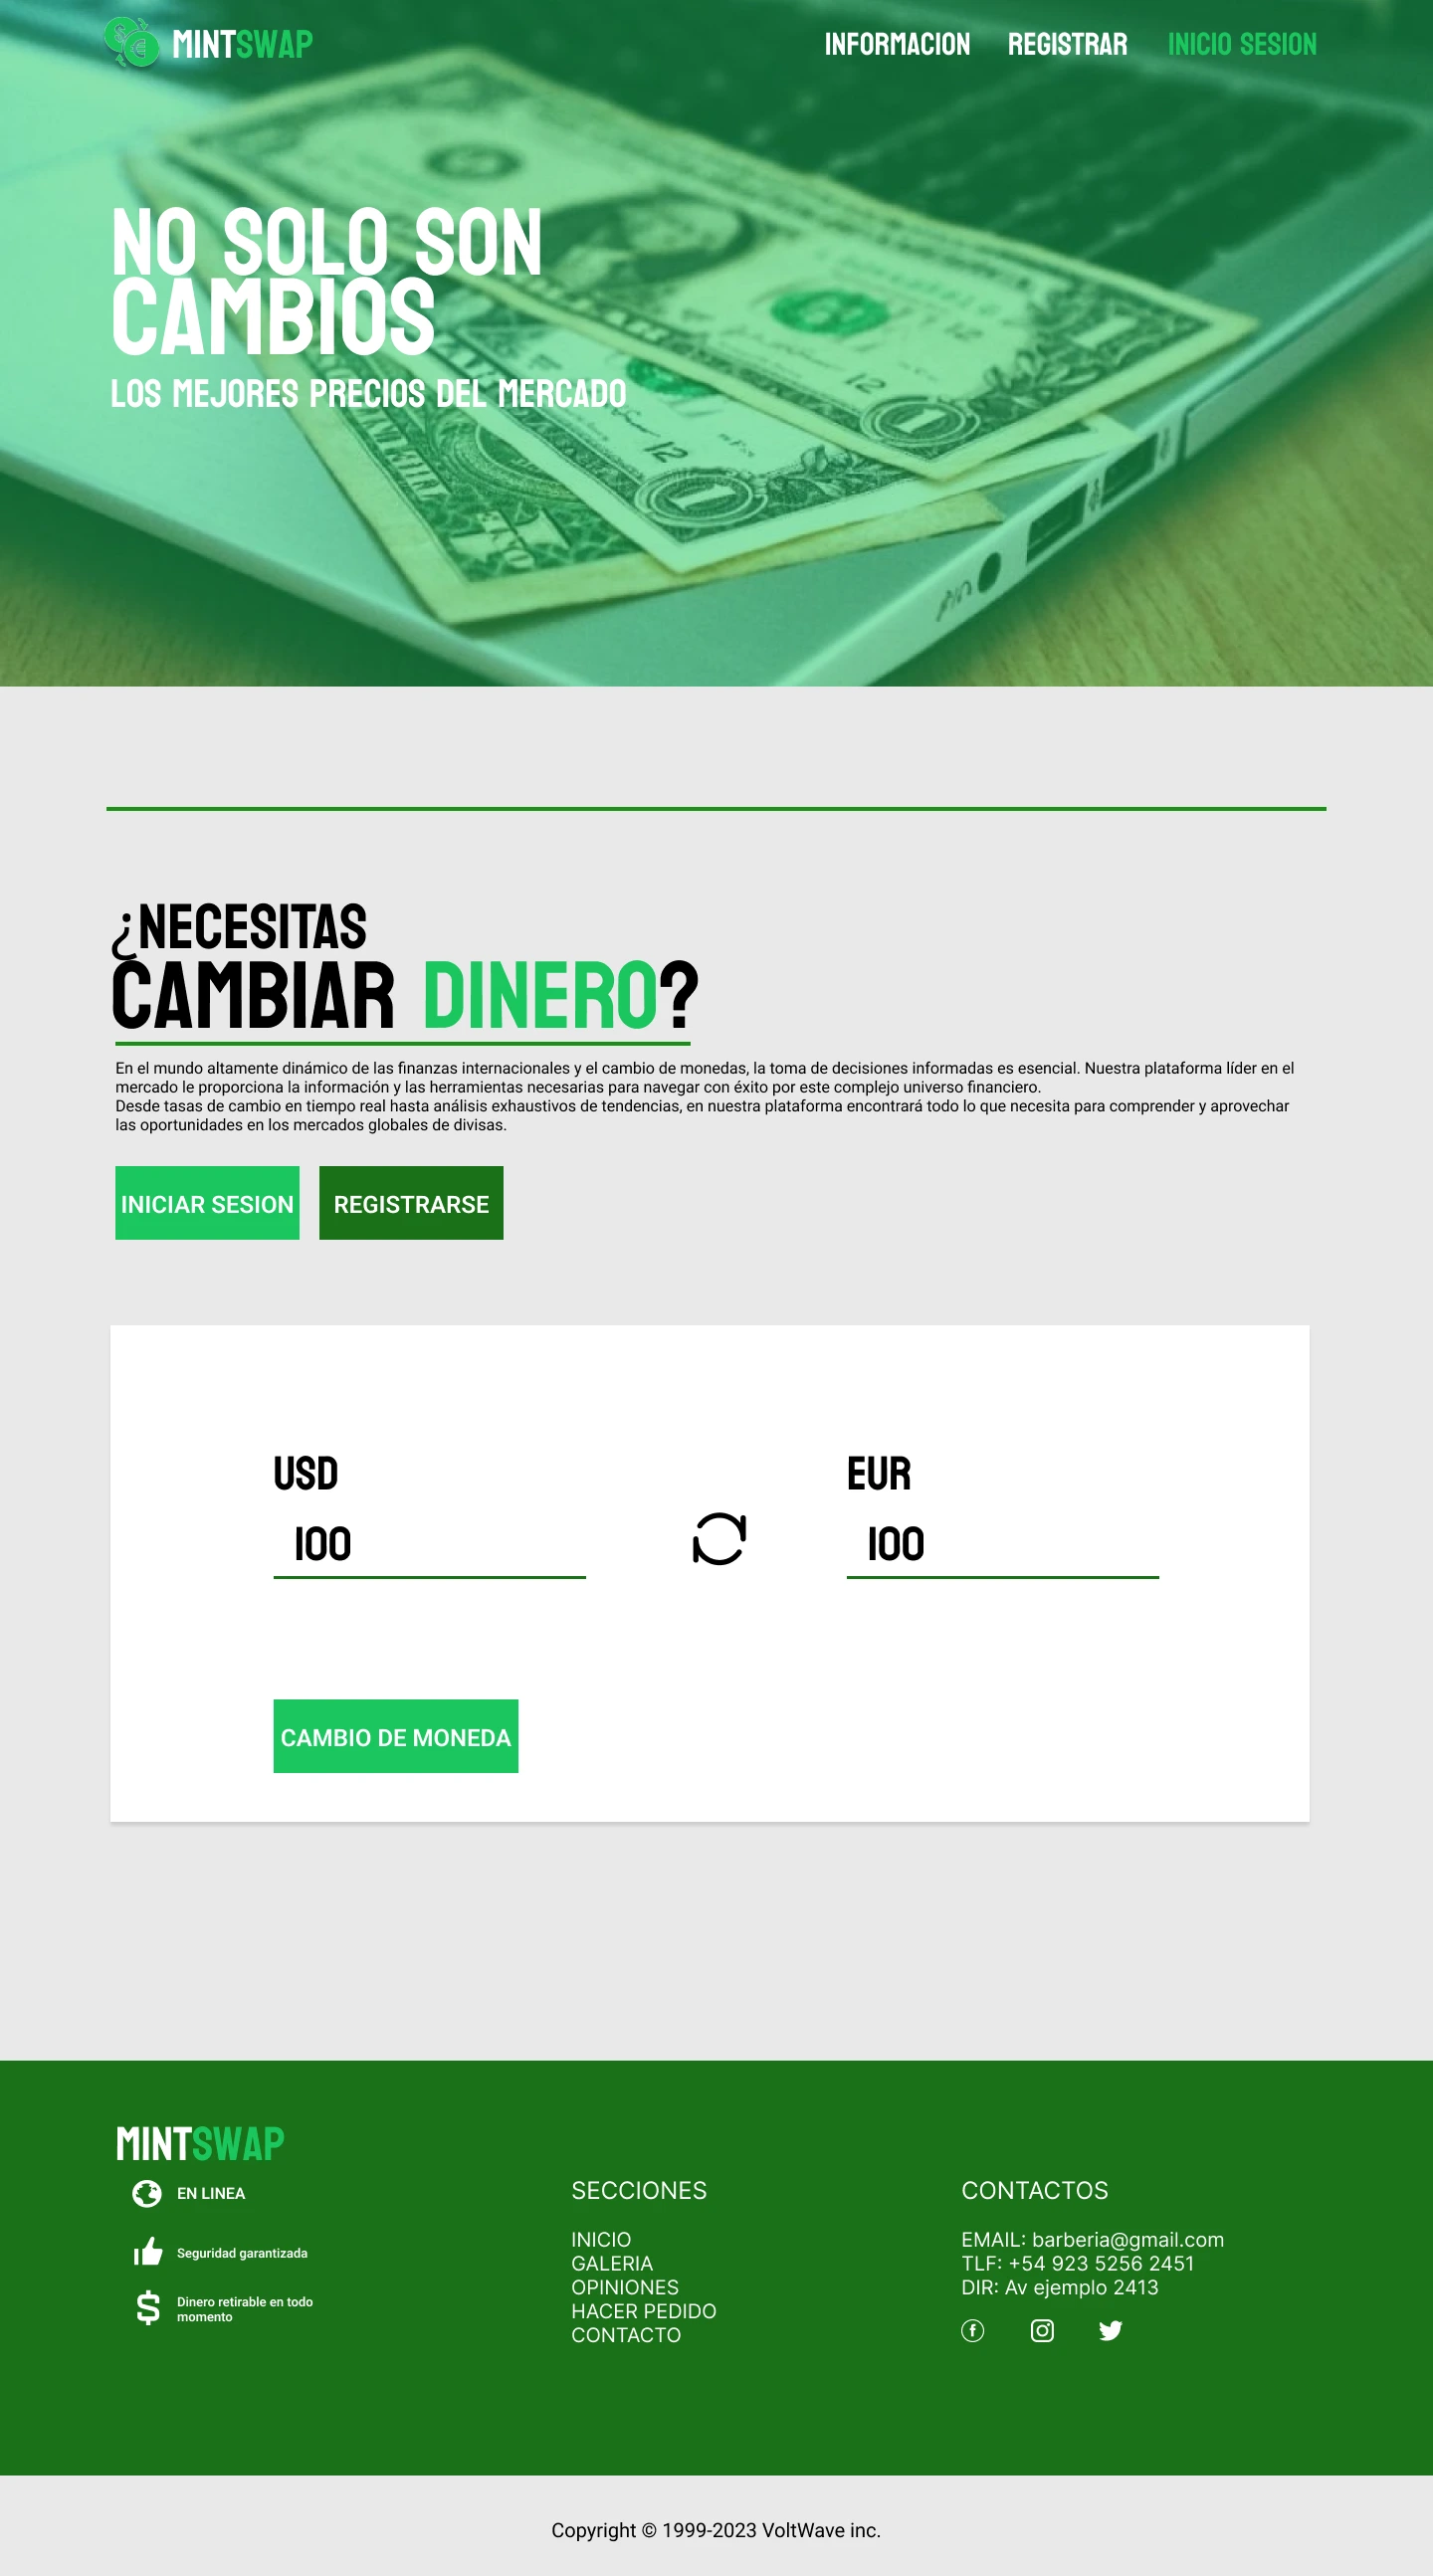 MINTSWAP
INFORMACION
REGISTRAR
INICIO SESION
NO SOLO SON
CAMBIOS
LOS MEJORES PRECIOS DEL MERCADO
¿NECESITAS
CAMBIAR DINERO?
En el mundo altamente dinámico de las finanzas internacionales y el cambio de monedas, la toma de decisiones informadas es esencial. Nuestra plataforma líder en el
mercado le proporciona la información y las herramientas necesarias para navegar con éxito por este complejo universo financiero.
Desde tasas de cambio en tiempo real hasta análisis exhaustivos de tendencias, en nuestra plataforma encontrará todo lo que necesita para comprender y aprovechar
las oportunidades en los mercados globales de divisas.
INICIAR SESION
REGISTRARSE
USD
100
EUR
100
CAMBIO DE MONEDA
MINTSWAP
EN LINEA
Seguridad garantizada
Dinero retirable en todo
momento
SECCIONES
INICIO
GALERIA
OPINIONES
HACER PEDIDO
CONTACTO
CONTACTOS
EMAIL: barberia@gmail.com
TLF: +54 923 5256 2451
DIR: Av ejemplo 2413
Copyright © 1999-2023 VoltWave inc.